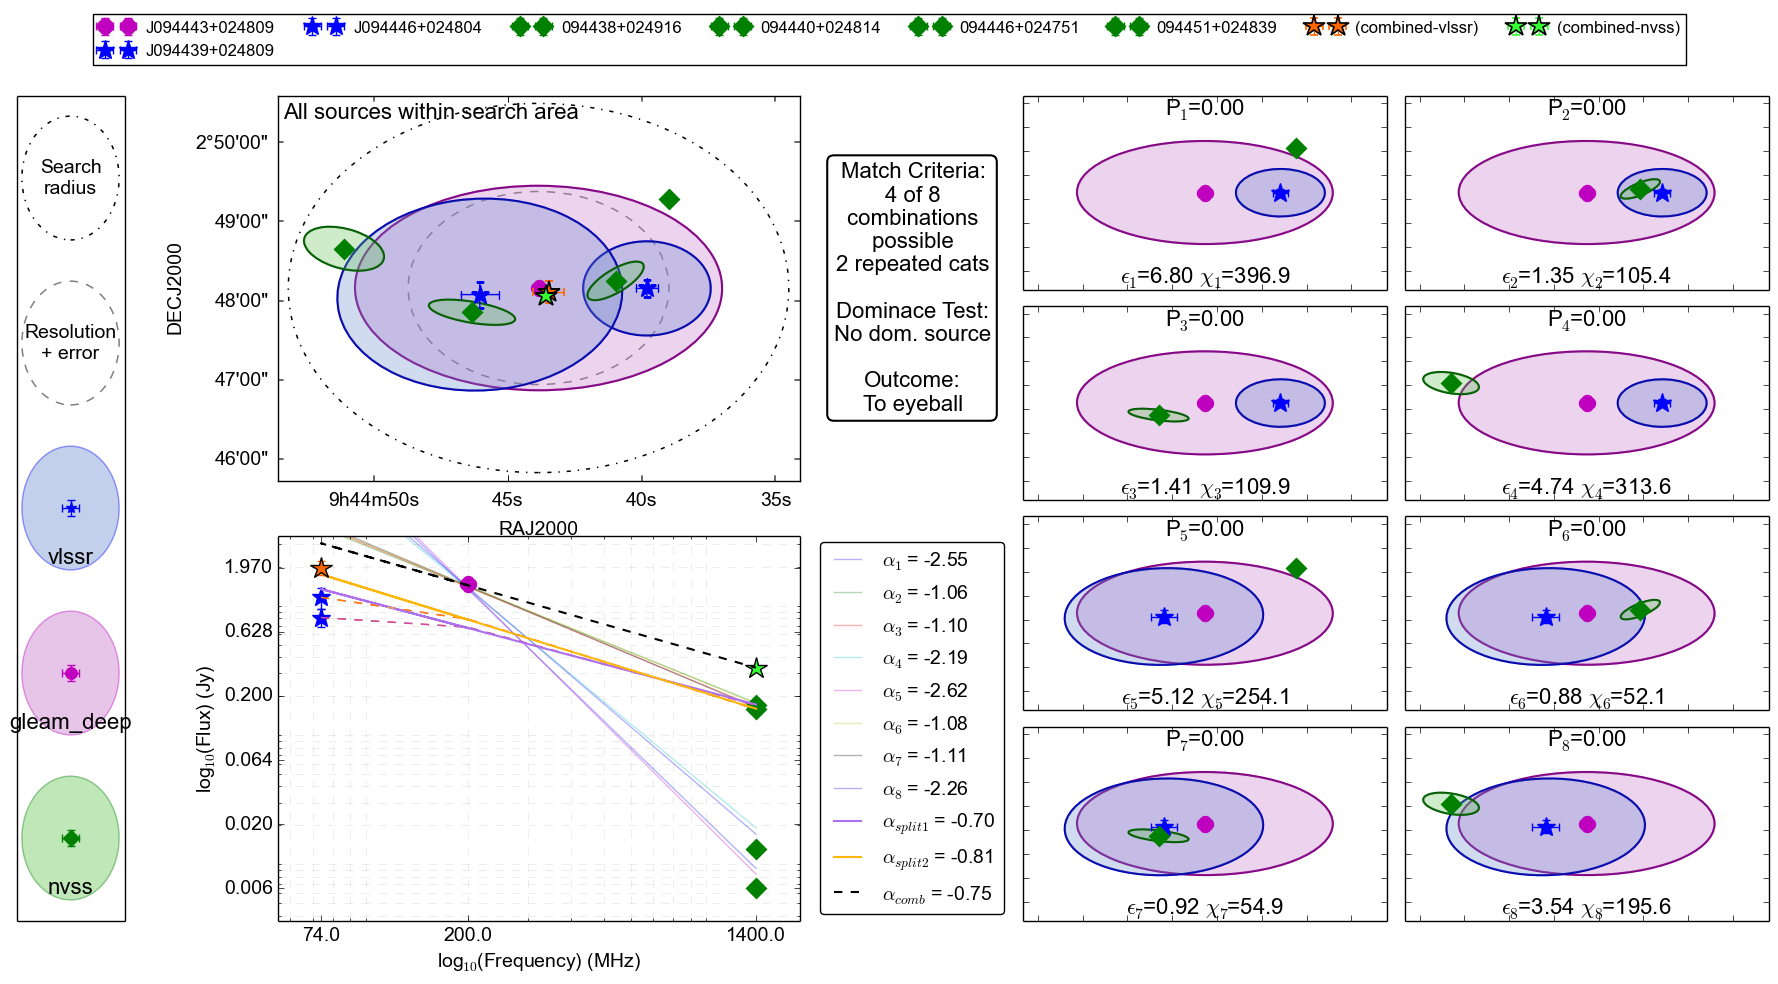 J094443+024809 J094446+024804 094438+024916 094440+024814 094446+024751 094451+024839 (combined-vlssr) (combined-nvss)
J094439+024809
Search
radius
Resolution
+ error
vlssr
gleam_deep
nvss
All sources within search area
DECJ2000
2°50'00"
49'00"
48'00"
47'00"
46'00"
9h44m50s 45s 40s 35s
RAJ2000
Match Criteria:
4 of 8
combinations
possible
2 repeated cats
Dominace Test:
No dom. source
Outcome:
To eyeball
log10(Flux) (Jy)
1.970
0.628
0.200
0.064
0.020
0.006
74.0 200.0 1400.0
log10(Frequency) (MHz)
α1 = -2.55
α2 = -1.06
α3 = -1.10
α4 = -2.19
α5 = -2.62
α6 = -1.08
α7 = -1.11
α8 = -2.26
αsplit1 = -0.70
αsplit2 = -0.81
αcomb = -0.75
P1=0.00
ϵ1=6.80 χ1=396.9
P2=0.00
ϵ2=1.35 χ2=105.4
P3=0.00
ϵ3=1.41 χ3=109.9
P4=0.00
ϵ4=4.74 χ4=313.6
P5=0.00
ϵ5=5.12 χ5=254.1
P6=0.00
ϵ6=0.88 χ6=52.1
P7=0.00
ϵ7=0.92 χ7=54.9
P8=0.00
ϵ8=3.54 χ8=195.6